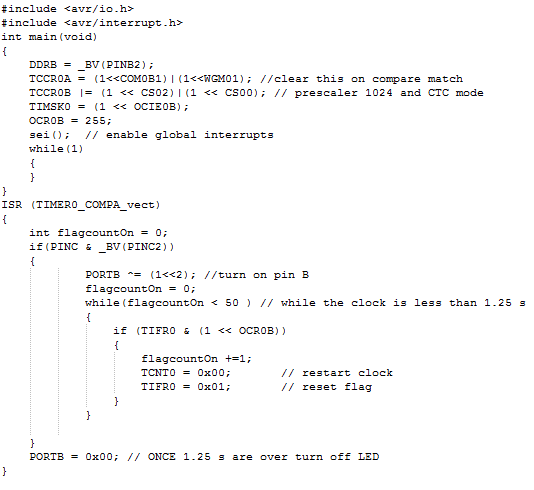 #include <avr/io.h>
#include <avr/interrupt.h>
int main(void)
{
    DDRB = _BV(PINB2);
    TCCR0A = (1<<COM0B1)|(1<<WGM01); //clear this on compare match
    TCCR0B |= (1 << CS02)|(1 << CS00); // prescaler 1024 and CTC mode
    TIMSK0 = (1 << OCIE0B);
    OCR0B = 255;
    sei();  // enable global interrupts
    while(1)
    {
    }
}
ISR (TIMER0_COMPA_vect)
{
    int flagcountOn = 0;
    if(PINC & _BV(PINC2))
    {
            PORTB ^= (1<<2); //turn on pin B
            flagcountOn = 0;
            while(flagcountOn < 50 ) // while the clock is less than 1.25 s
            {
                if (TIFR0 & (1 << OCR0B))
                {
                    flagcountOn +=1;
                    TCNT0 = 0x00;       // restart clock
                    TIFR0 = 0x01;       // reset flag
                }
            }
    }
    PORTB = 0x00; // ONCE 1.25 s are over turn off LED
}